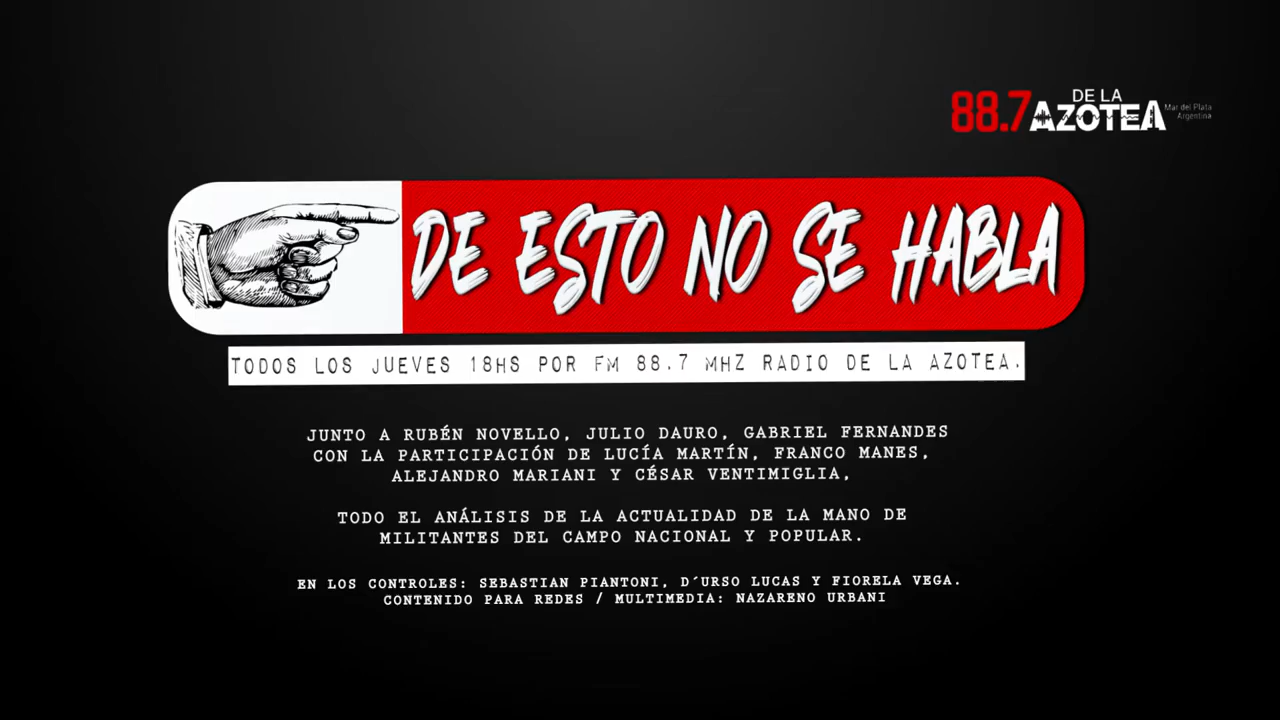 88.7 DE LA AZOTEA Mar del Plata Argentina
DE ESTO NO SE HABLA
TODOS LOS JUEVES 18HS POR FM 88.7 MHZ RADIO DE LA AZOTEA.
JUNTO A RUBÉN NOVELLO, JULIO DAURO, GABRIEL FERNANDES
CON LA PARTICIPACIÓN DE LUCÍA MARTÍN, FRANCO MANES,
ALEJANDRO MARIANI Y CÉSAR VENTIMIGLIA,
TODO EL ANÁLISIS DE LA ACTUALIDAD DE LA MANO DE
MILITANTES DEL CAMPO NACIONAL Y POPULAR.
EN LOS CONTROLES: SEBASTIAN PIANTONI, D´URSO LUCAS Y FIORELA VEGA.
CONTENIDO PARA REDES / MULTIMEDIA: NAZARENO URBANI